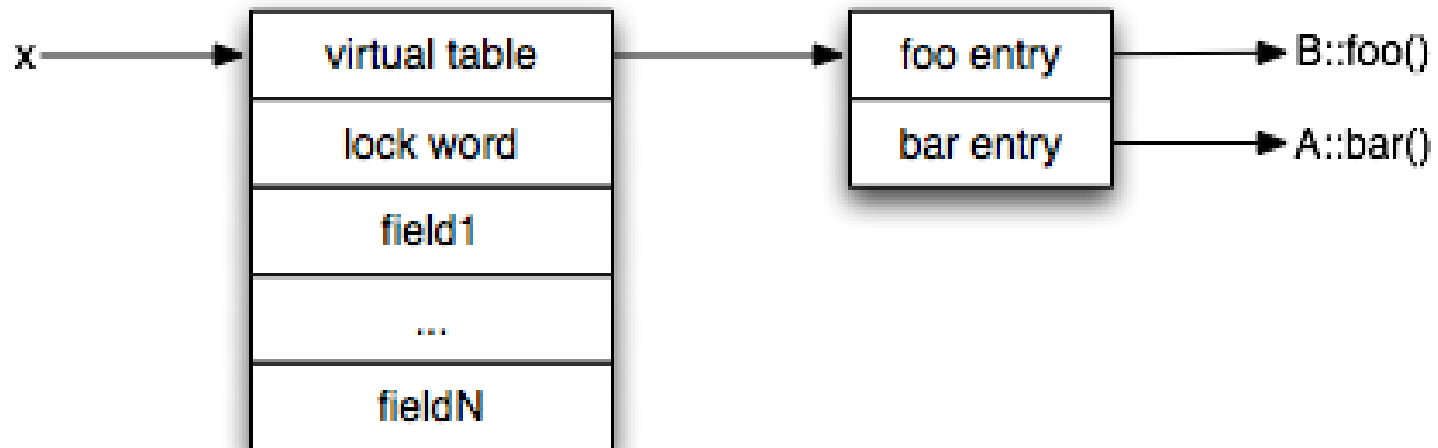 x virtual table foo entry B::foo()
lock word bar entry A::bar()
field1
...
fieldN